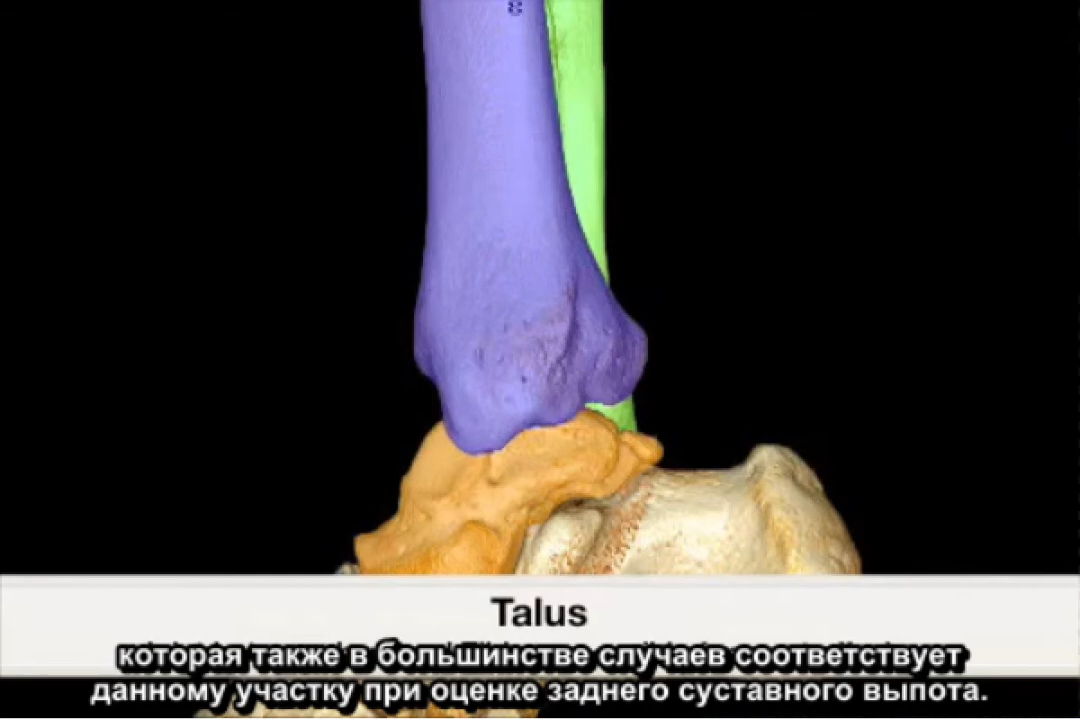 Talus
которая также в большинстве случаев соответствует
данному участку при оценке заднего суставного выпота.